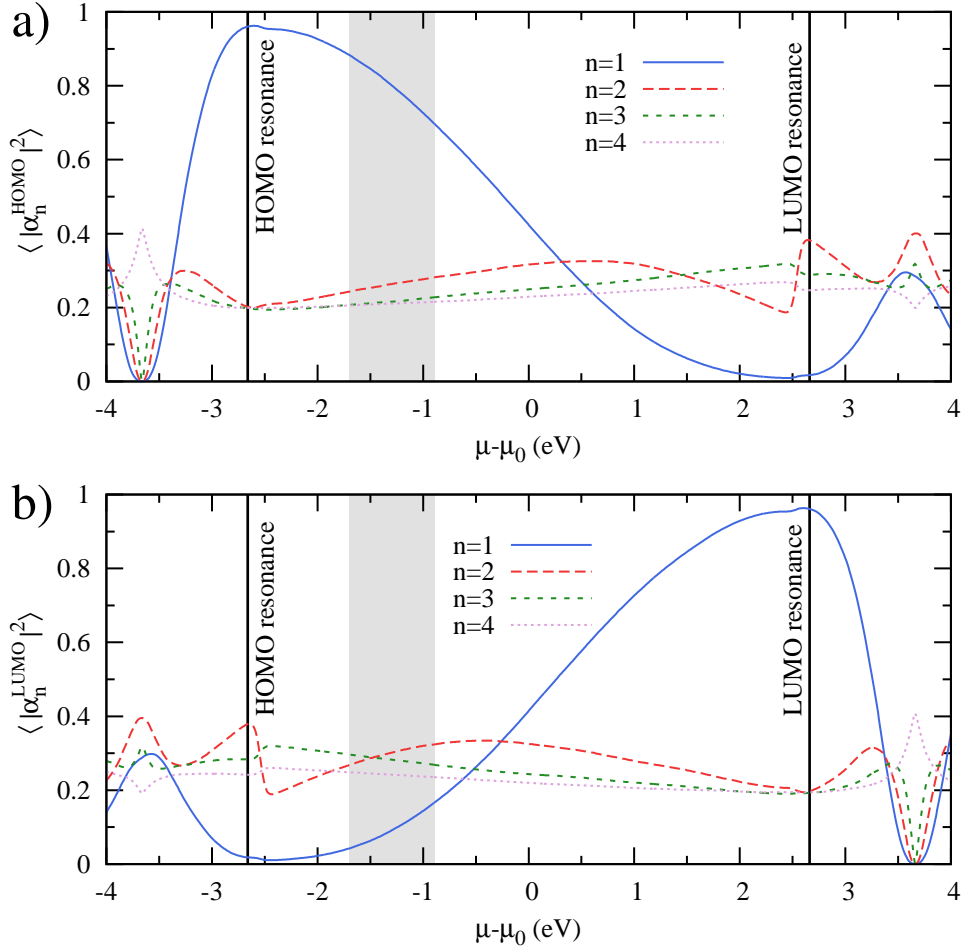 a)
1
0.8
0.6
0.4
0.2
0
⟨ |α_n^HOMO|^2 ⟩
HOMO resonance
LUMO resonance
n=1
n=2
n=3
n=4
-4 -3 -2 -1 0 1 2 3 4
μ-μ_0 (eV)
b)
1
0.8
0.6
0.4
0.2
0
⟨ |α_n^LUMO|^2 ⟩
HOMO resonance
LUMO resonance
n=1
n=2
n=3
n=4
-4 -3 -2 -1 0 1 2 3 4
μ-μ_0 (eV)